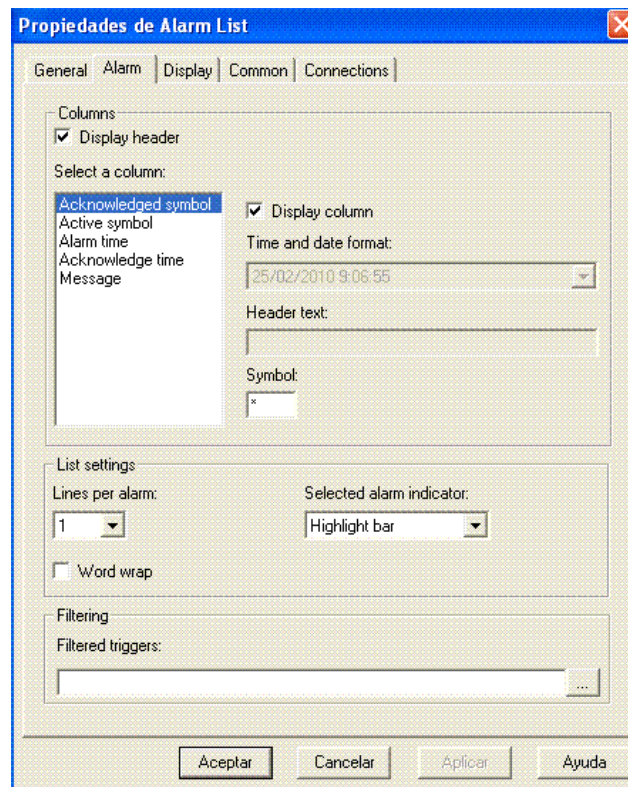 Propiedades de Alarm List
General Alarm Display Common Connections
Columns
Display header
Select a column:
Acknowledged symbol
Active symbol
Alarm time
Acknowledge time
Message
Display column
Time and date format:
25/02/2010 9:06:55
Header text:
Symbol:
*
List settings
Lines per alarm:
1
Selected alarm indicator:
Highlight bar
Word wrap
Filtering
Filtered triggers:
...
Aceptar Cancelar Aplicar Ayuda